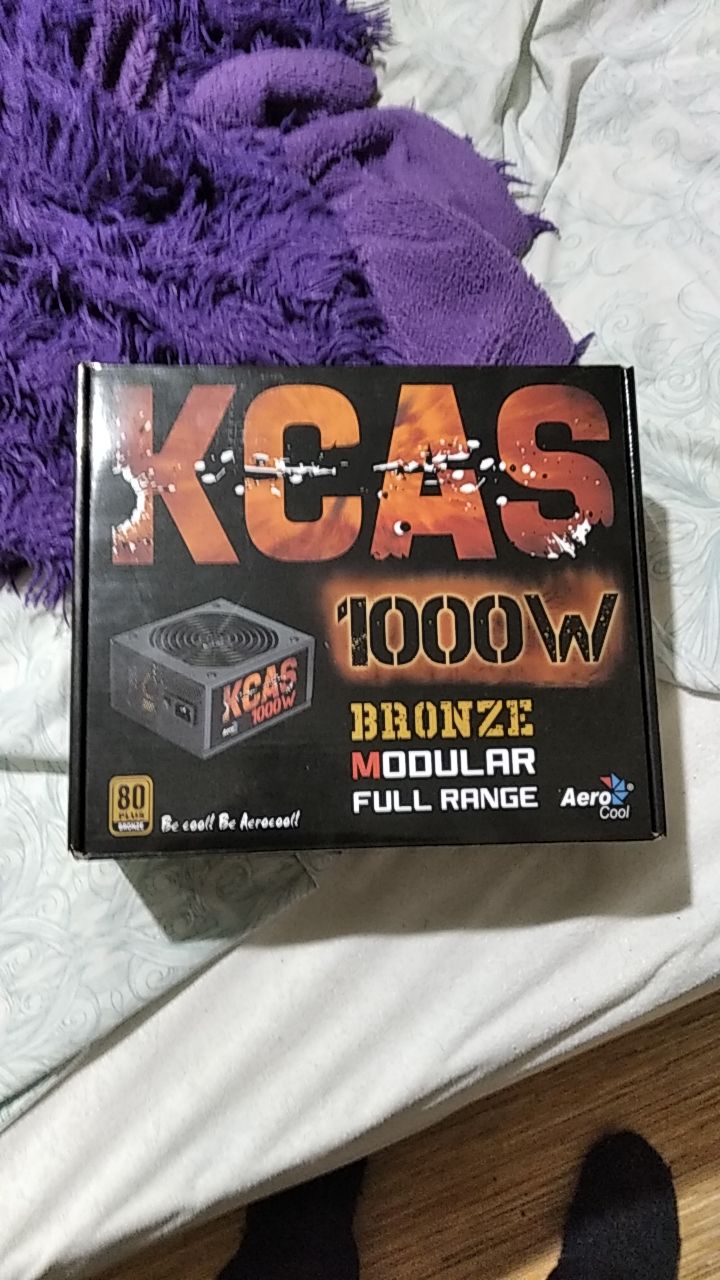 KCAS
1000W
KCAS
1000W
BRONZE
MODULAR
FULL RANGE
80
PLUS
BRONZE
Be cool! Be Aerocool!
Aero
Cool